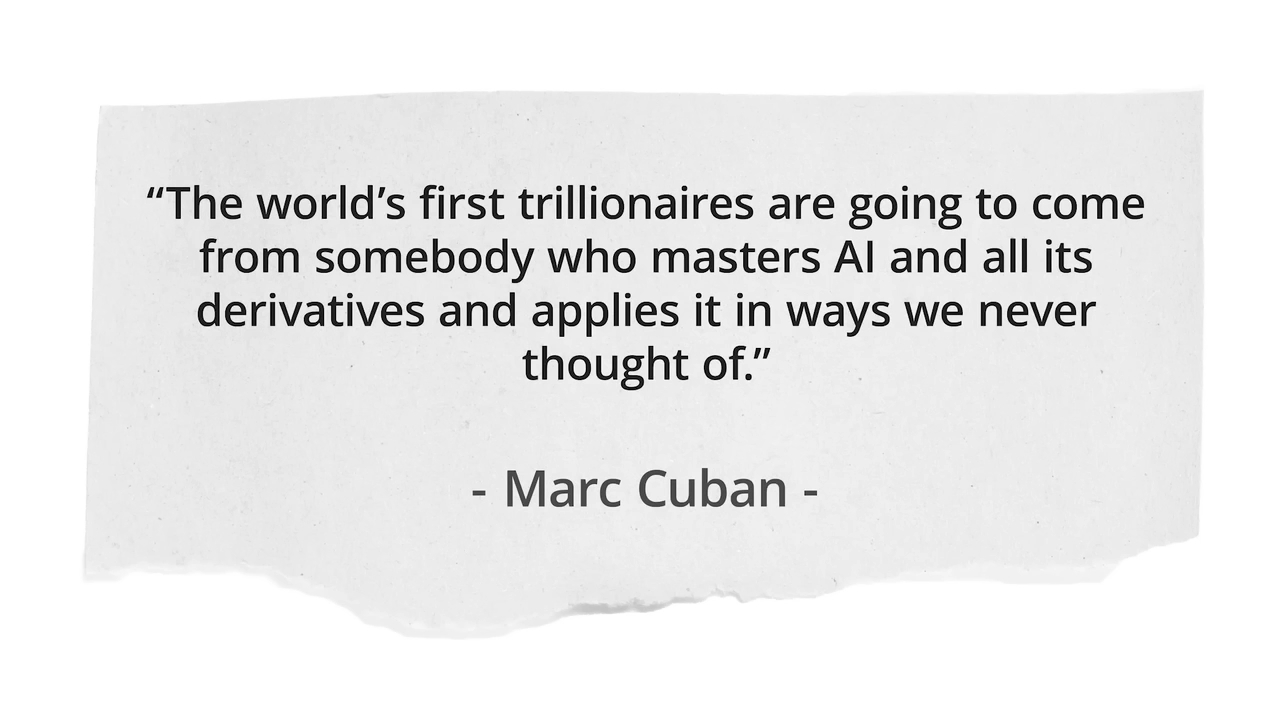 “The world’s first trillionaires are going to come
from somebody who masters AI and all its
derivatives and applies it in ways we never
thought of.”
- Marc Cuban -